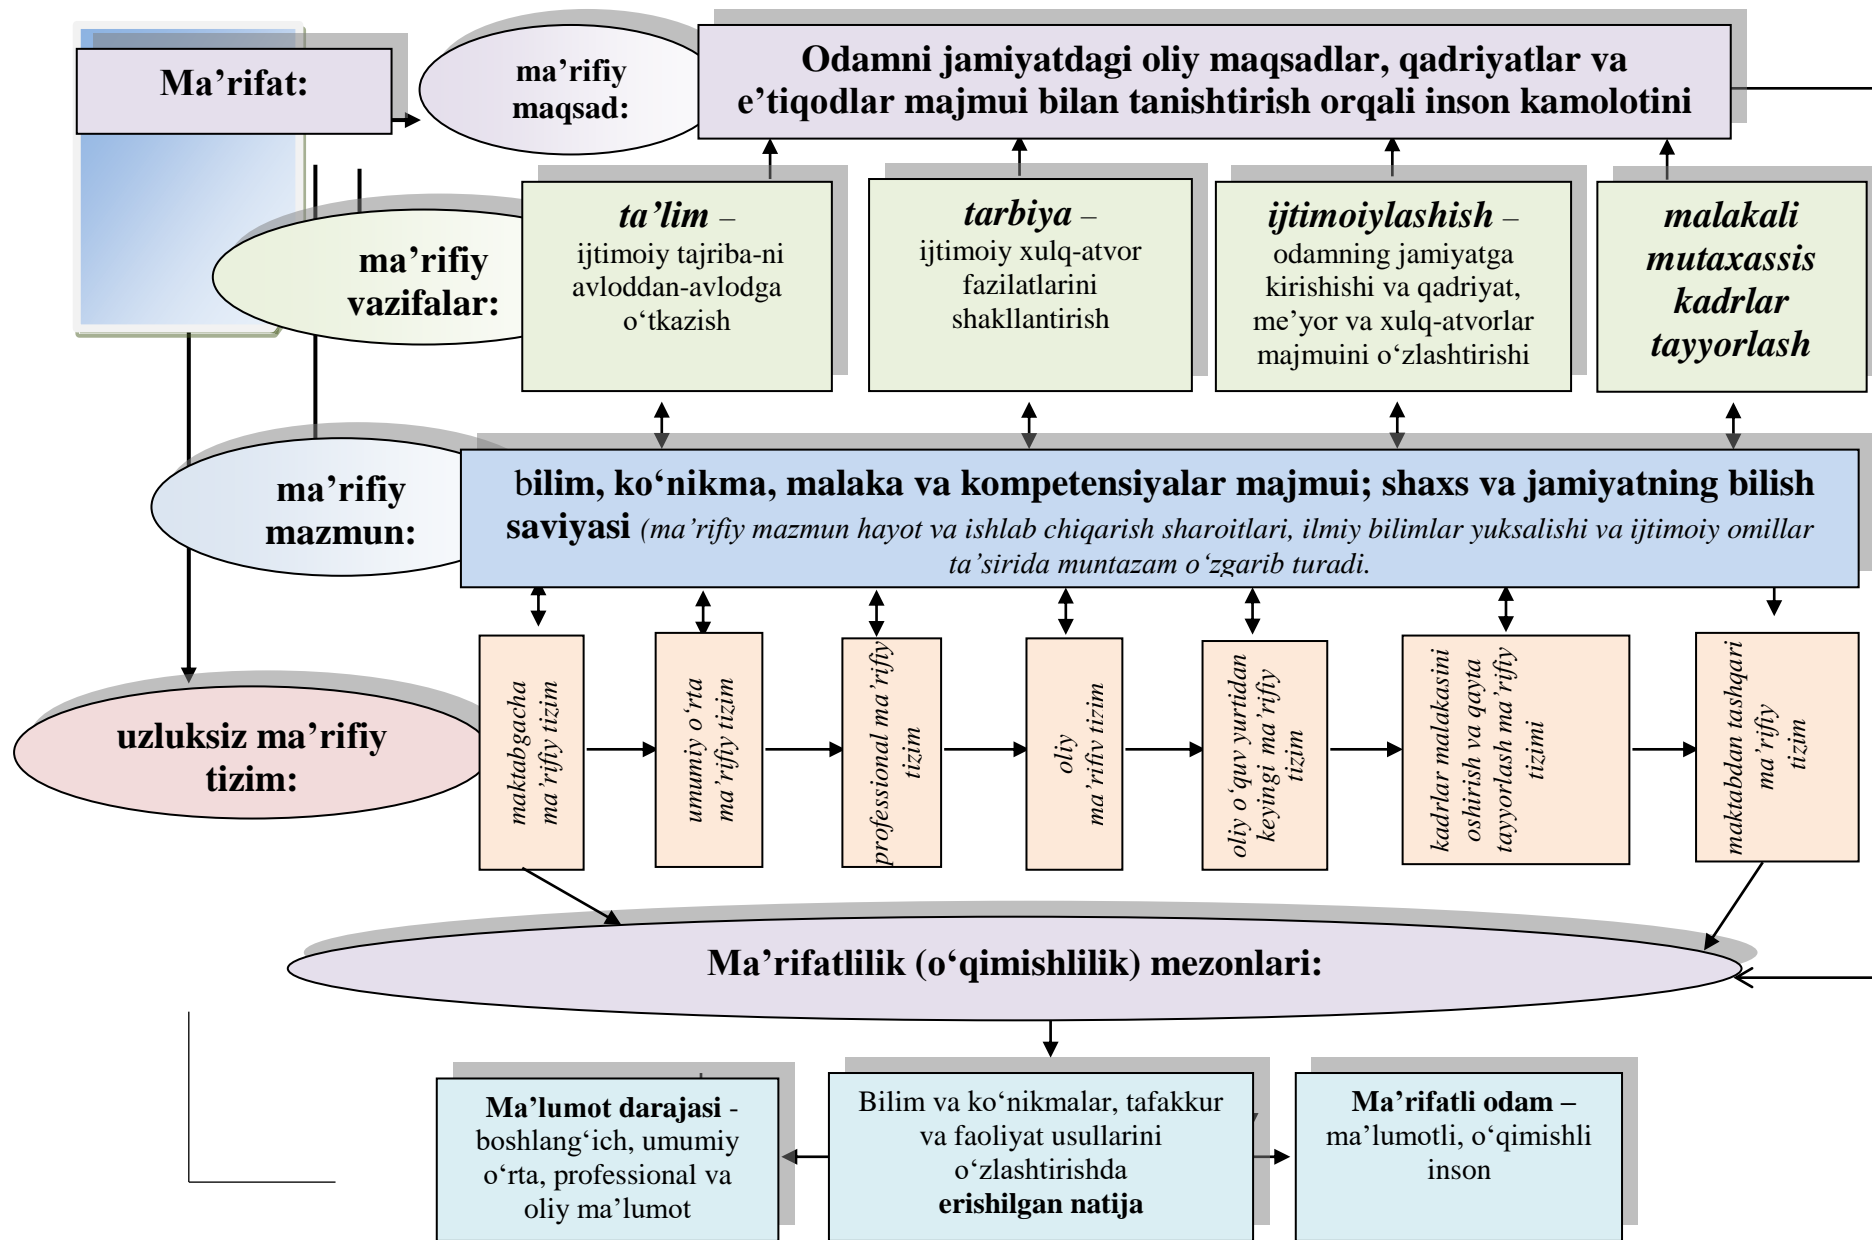 Ma’rifat:
ma’rifiy
maqsad:
Odamni jamiyatdagi oliy maqsadlar, qadriyatlar va
e’tiqodlar majmui bilan tanishtirish orqali inson kamolotini
ma’rifiy
vazifalar:
ta’lim –
ijtimoiy tajriba-ni
avloddan-avlodga
o‘tkazish
tarbiya –
ijtimoiy xulq-atvor
fazilatlarini
shakllantirish
ijtimoiylashish –
odamning jamiyatga
kirishishi va qadriyat,
me’yor va xulq-atvorlar
majmuini o‘zlashtirishi
malakali
mutaxassis
kadrlar
tayyorlash
ma’rifiy
mazmun:
bilim, ko‘nikma, malaka va kompetensiyalar majmui; shaxs va jamiyatning bilish
saviyasi (ma’rifiy mazmun hayot va ishlab chiqarish sharoitlari, ilmiy bilimlar yuksalishi va ijtimoiy omillar
ta’sirida muntazam o‘zgarib turadi.
uzluksiz ma’rifiy
tizim:
maktabgacha
ma’rifiy tizim
umumiy o‘rta
ma’rifiy tizim
professional ma’rifiy
tizim
oliy
ma’rifiy tizim
oliy o‘quv yurtidan
keyingi ma’rifiy
tizim
kadrlar malakasini
oshirish va qayta
tayyorlash ma’rifiy
tizimi
maktabdan tashqari
ma’rifiy
tizim
Ma’rifatlilik (o‘qimishlilik) mezonlari:
Ma’lumot darajasi -
boshlang‘ich, umumiy
o‘rta, professional va
oliy ma’lumot
Bilim va ko‘nikmalar, tafakkur
va faoliyat usullarini
o‘zlashtirishda
erishilgan natija
Ma’rifatli odam –
ma’lumotli, o‘qimishli
inson